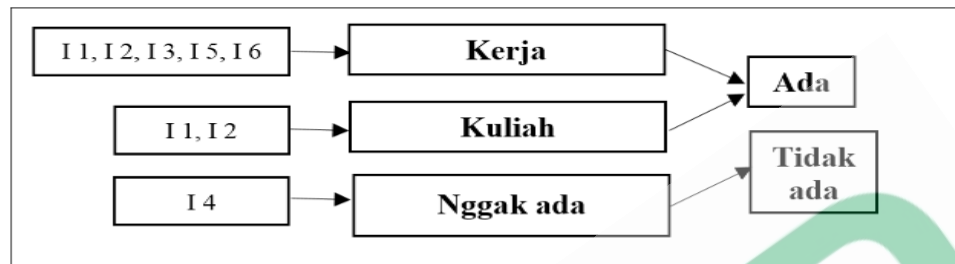 I 1, I 2, I 3, I 5, I 6
Kerja
Ada
I 1, I 2
Kuliah
I 4
Nggak ada
Tidak
ada